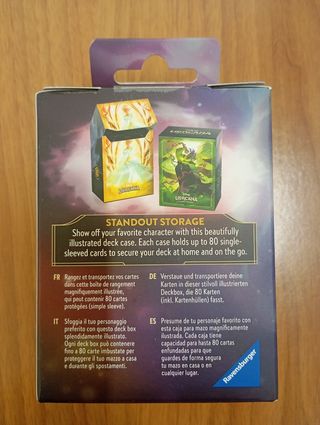 LORCANA
DISNEY
LORCANA
STANDOUT STORAGE
Show off your favorite character with this beautifully
illustrated deck case. Each case holds up to 80 single-
sleeved cards to secure your deck at home and on the go.
FR Rangez et transportez vos cartes
dans cette boîte de rangement
magnifiquement illustrée,
qui peut contenir 80 cartes
protégées (simple sleeve).
DE Verstaue und transportiere deine
Karten in dieser stilvoll illustrierten
Deckbox, die 80 Karten
(inkl. Kartenhüllen) fasst.
IT Sfoggia il tuo personaggio
preferito con questo deck box
splendidamente illustrato.
Ogni deck box può contenere
fino a 80 carte imbustate per
proteggere il tuo mazzo a casa
e durante gli spostamenti.
ES Presume de tu personaje favorito con
esta caja para mazo magníficamente
ilustrada. Cada caja tiene
capacidad para hasta 80 cartas
enfundadas para que
guardes de forma segura
tu mazo en casa o en
cualquier lugar.
Ravensburger